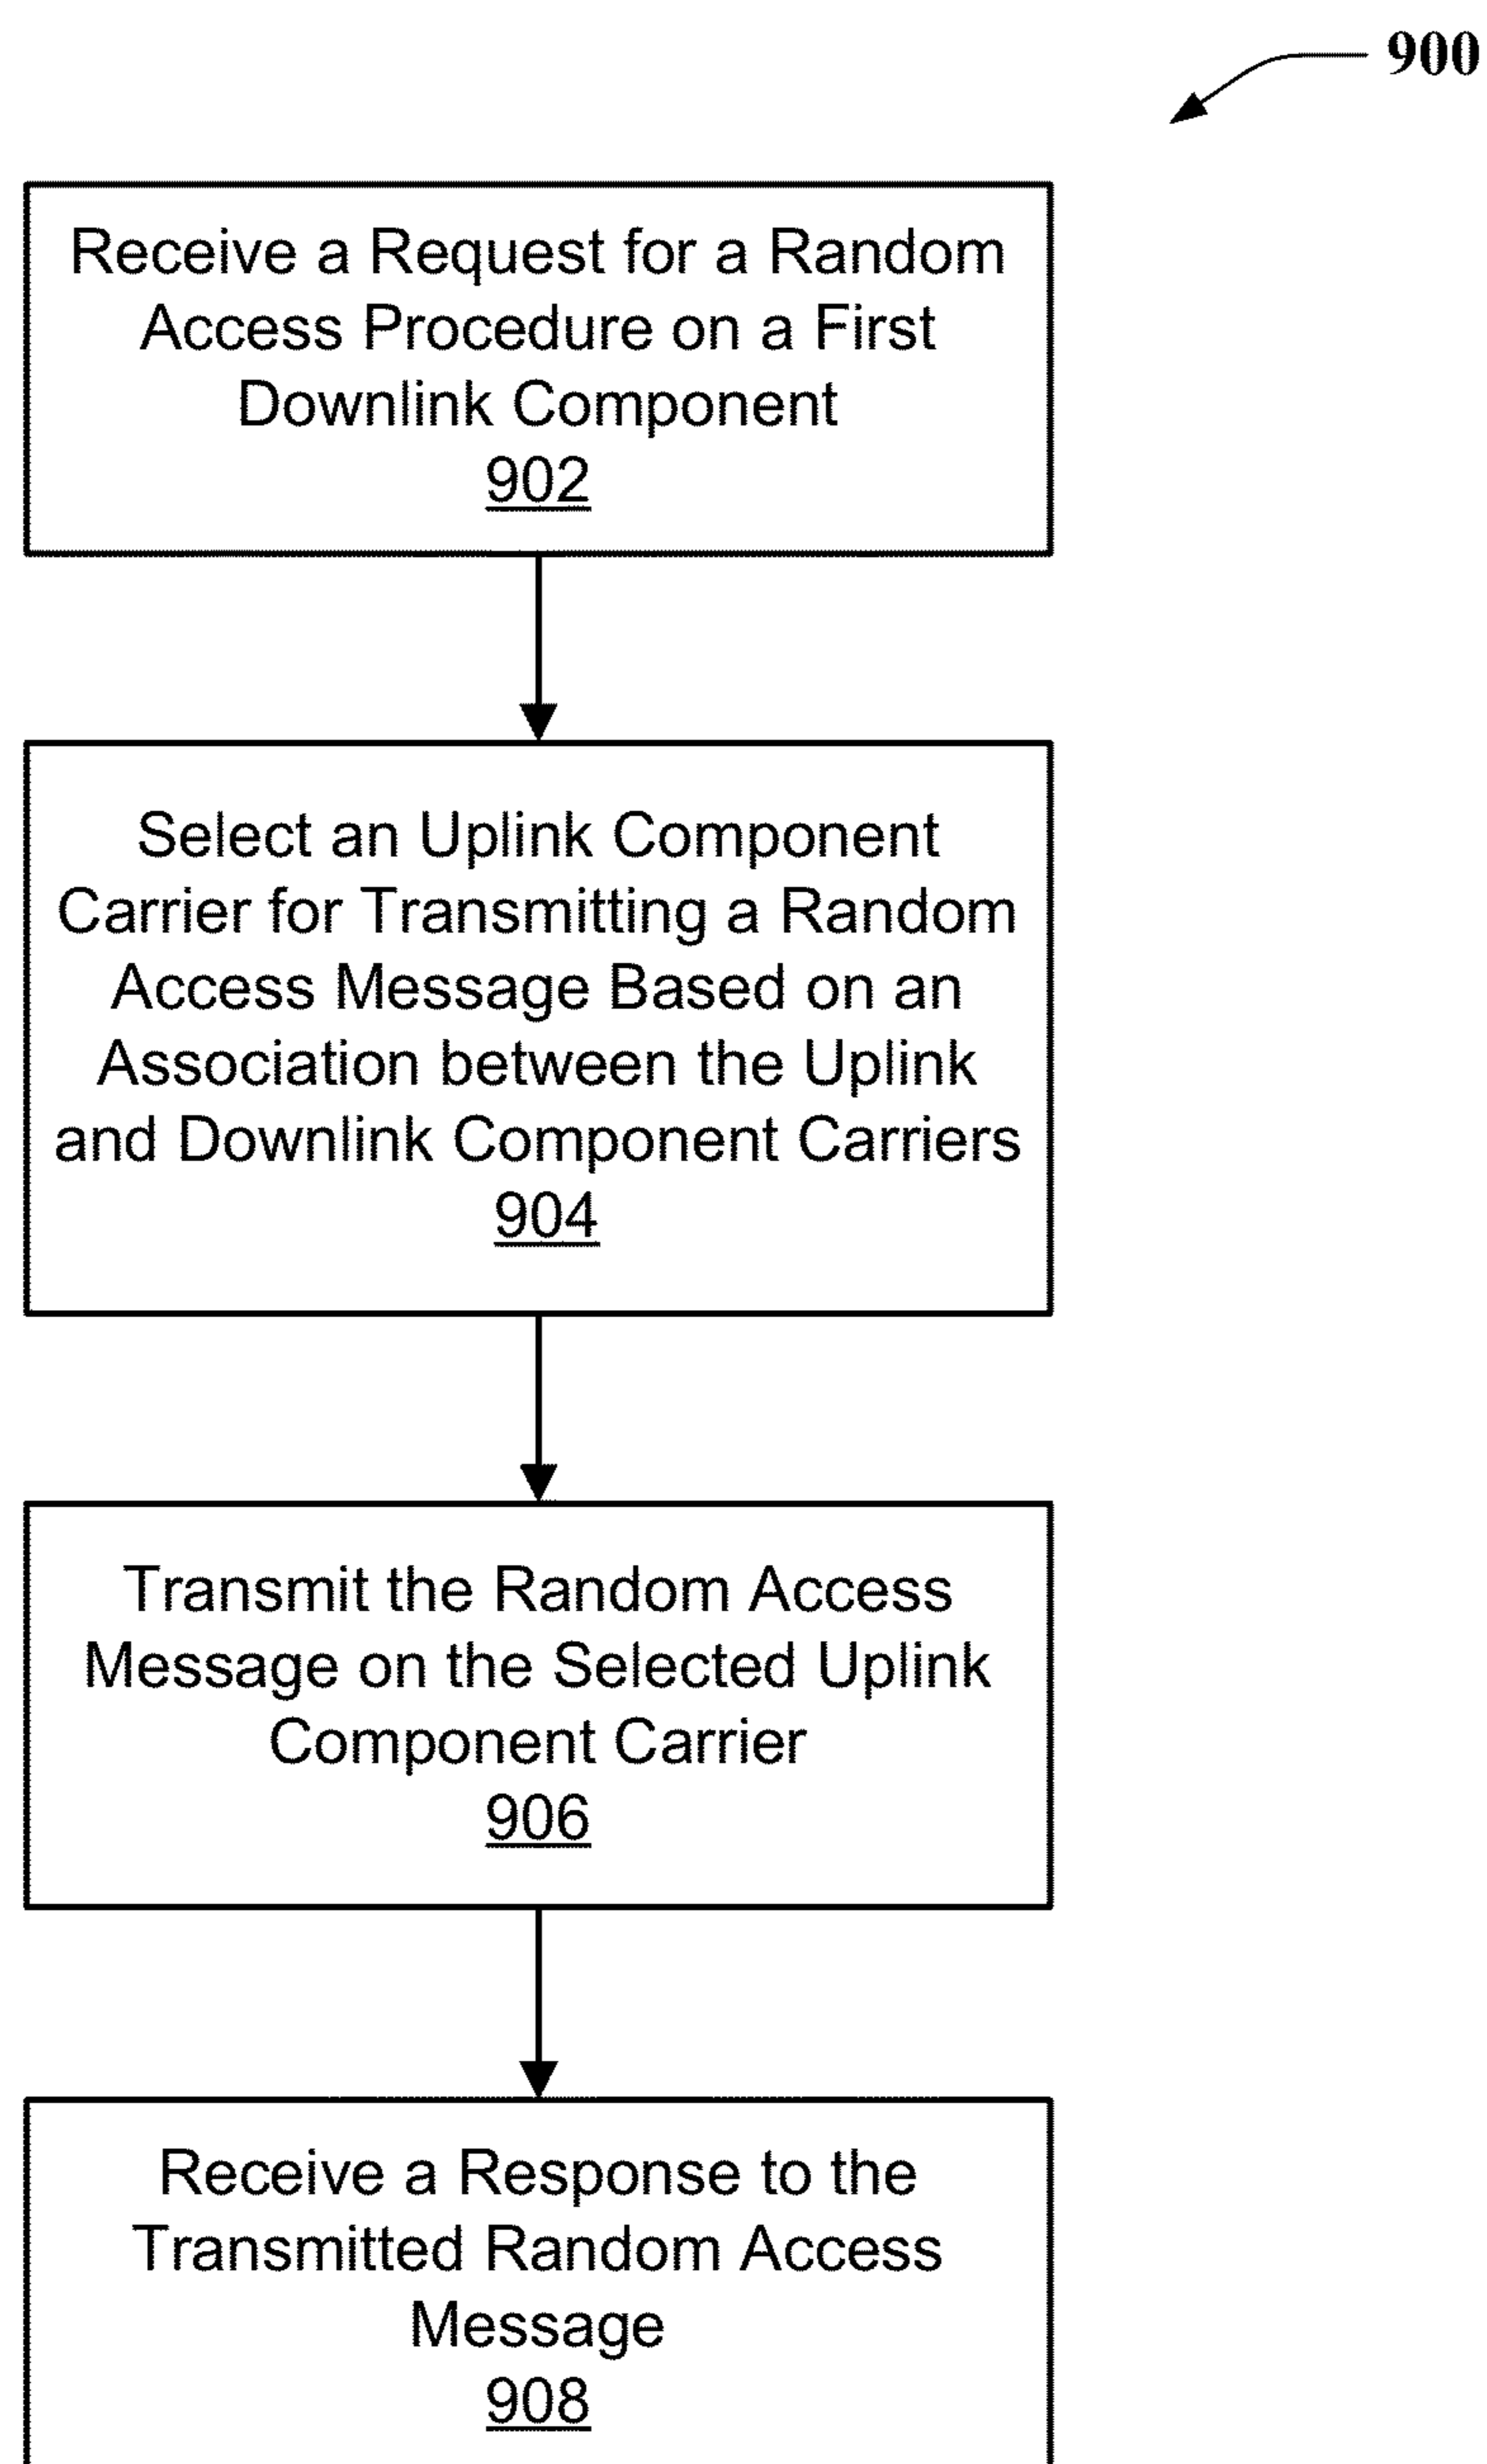 900
Receive a Request for a Random
Access Procedure on a First
Downlink Component
902
Select an Uplink Component
Carrier for Transmitting a Random
Access Message Based on an
Association between the Uplink
and Downlink Component Carriers
904
Transmit the Random Access
Message on the Selected Uplink
Component Carrier
906
Receive a Response to the
Transmitted Random Access
Message
908